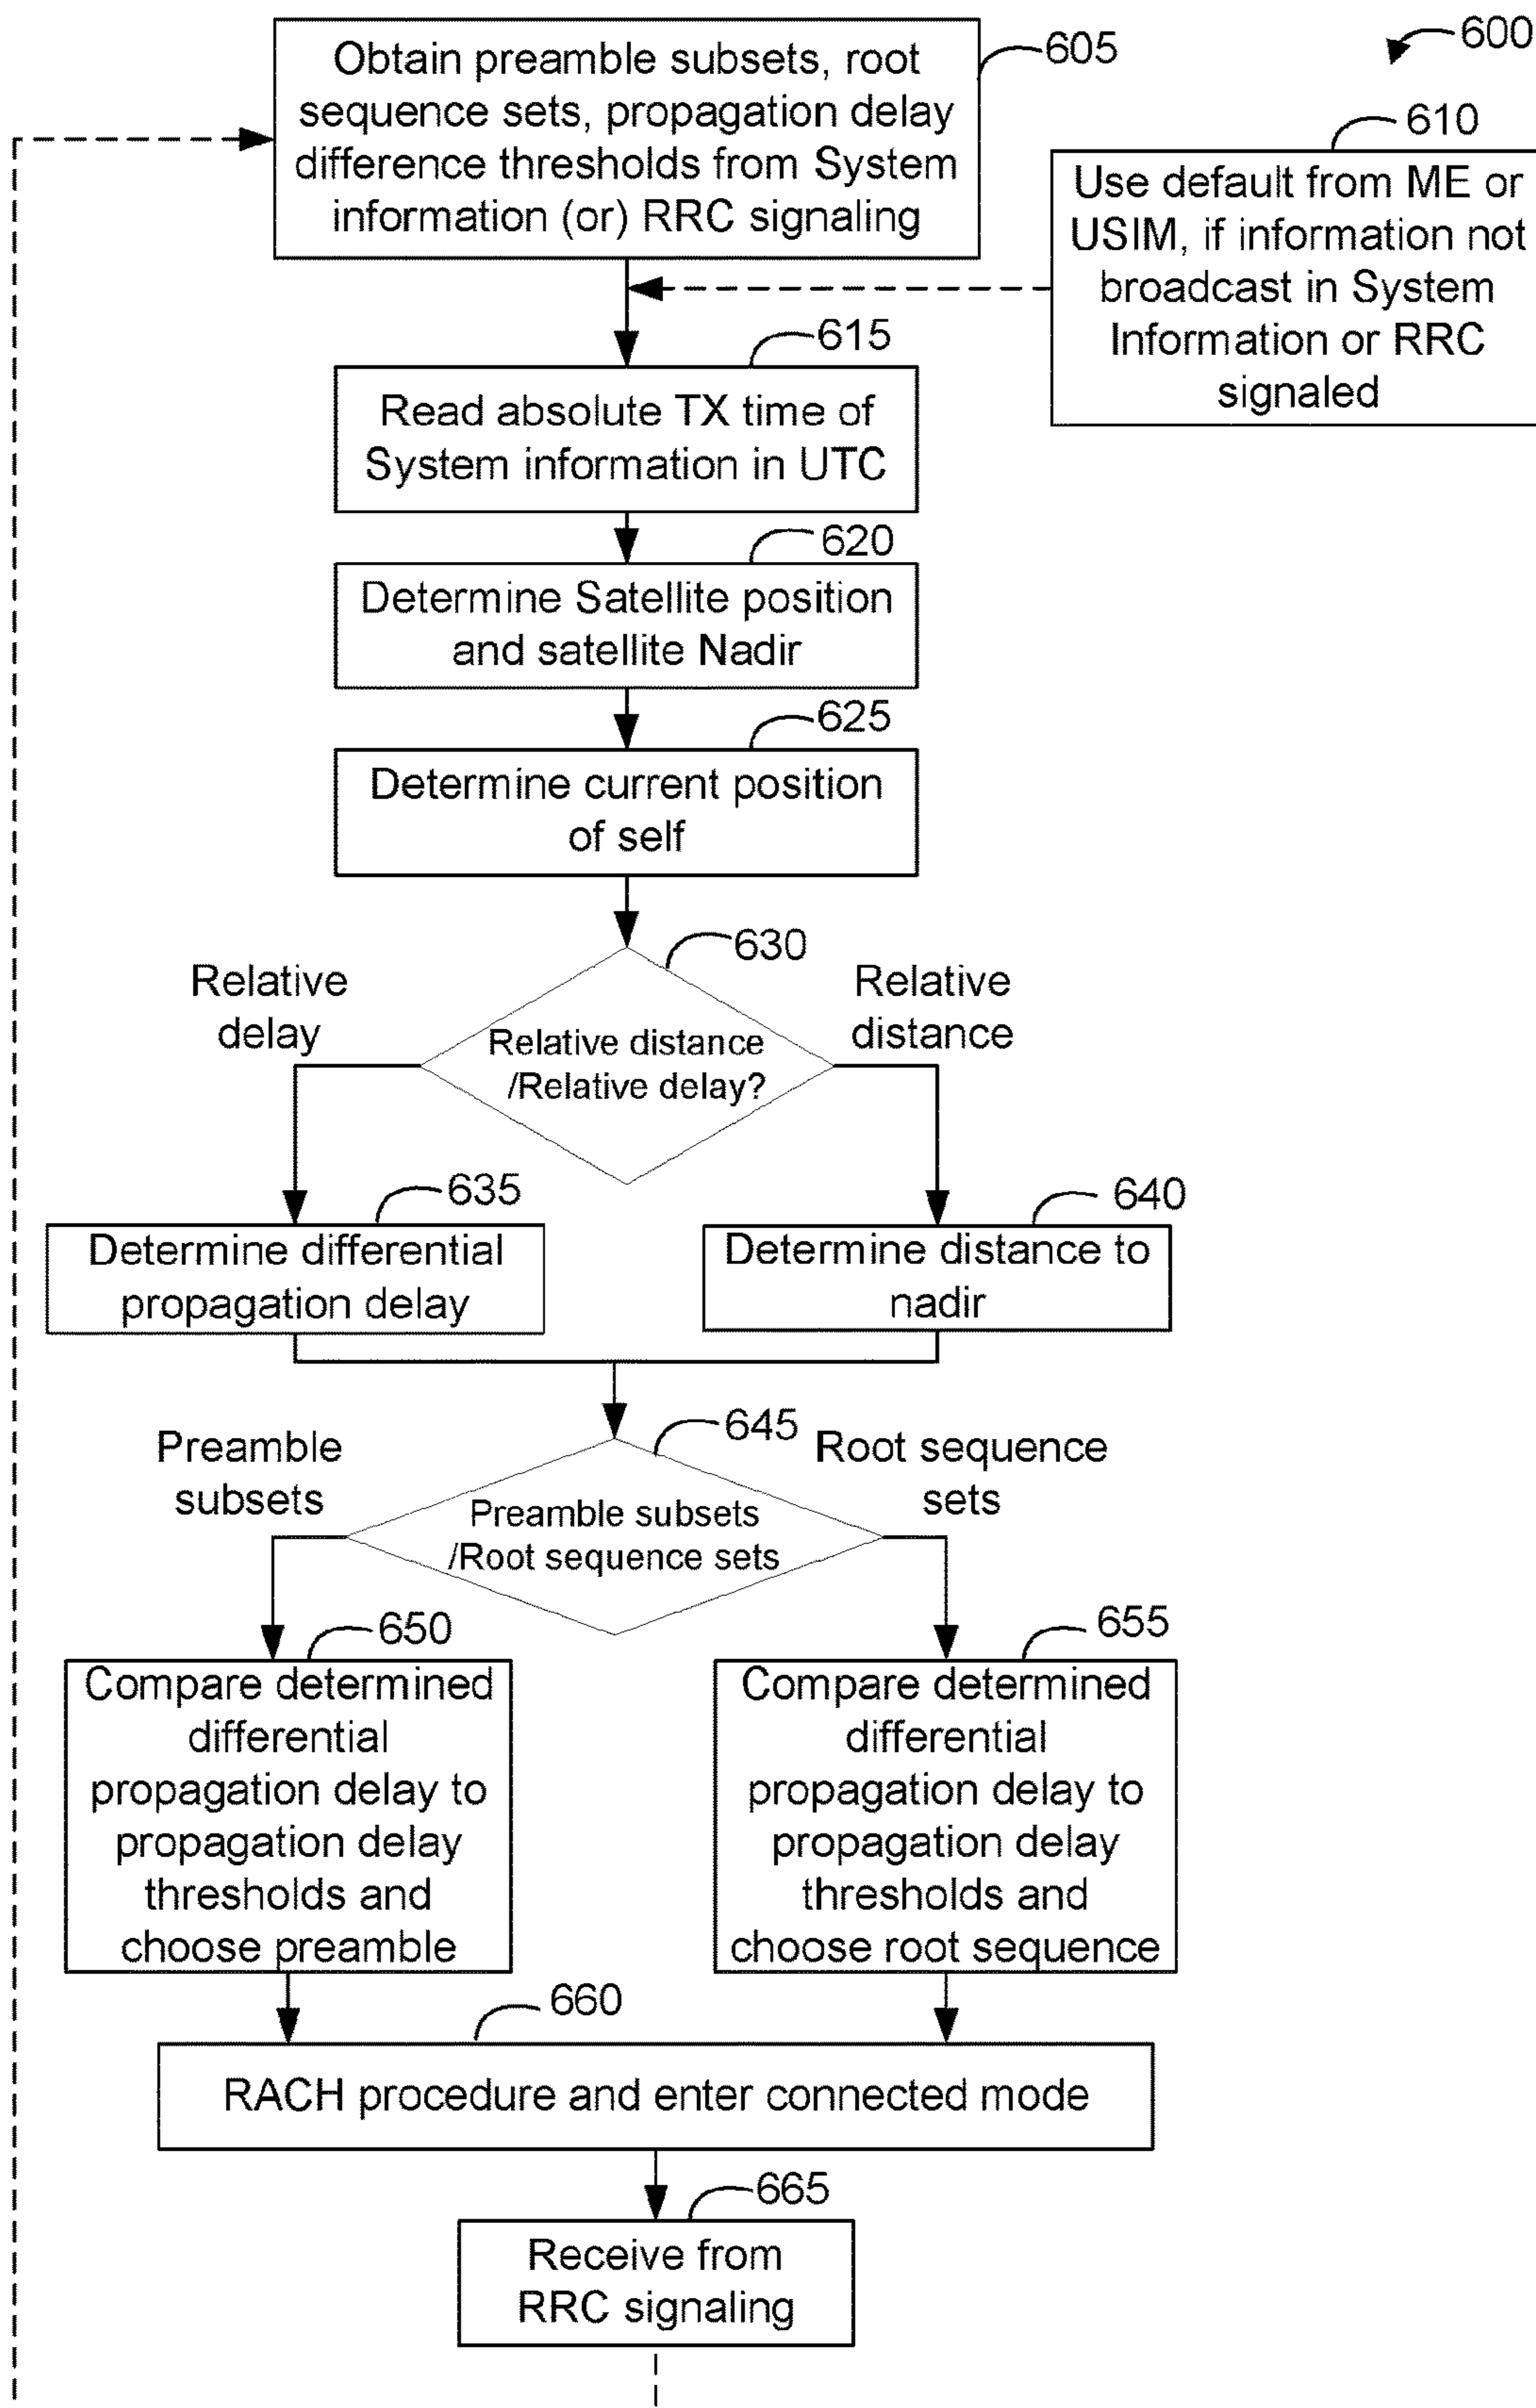 600
605
Obtain preamble subsets, root
sequence sets, propagation delay
difference thresholds from System
information (or) RRC signaling
610
Use default from ME or
USIM, if information not
broadcast in System
Information or RRC
signaled
615
Read absolute TX time of
System information in UTC
620
Determine Satellite position
and satellite Nadir
625
Determine current position
of self
630
Relative
delay
Relative
distance
Relative distance
/Relative delay?
635
Determine differential
propagation delay
640
Determine distance to
nadir
645
Preamble
subsets
Root sequence
sets
Preamble subsets
/Root sequence sets
650
Compare determined
differential
propagation delay to
propagation delay
thresholds and
choose preamble
655
Compare determined
differential
propagation delay to
propagation delay
thresholds and
choose root sequence
660
RACH procedure and enter connected mode
665
Receive from
RRC signaling